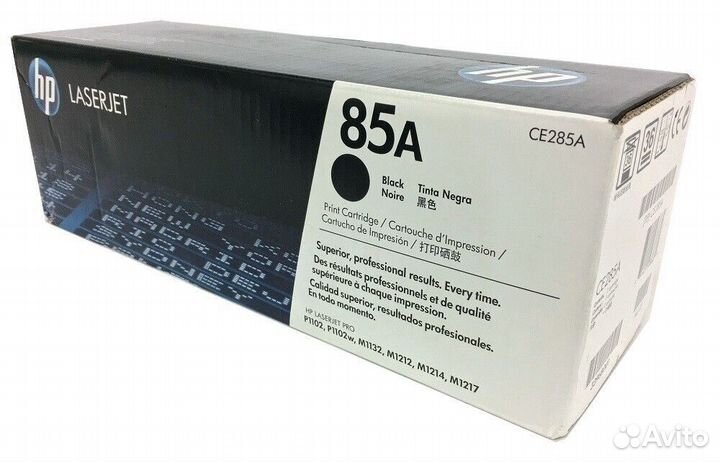 hp
LASERJET
85A
CE285A
Black
Noire
Tinta Negra
黑色
Print Cartridge / Cartouche d'Impression /
Cartucho de Impresión / 打印硒鼓
Superior, professional results. Every time.
Des résultats professionnels et de qualité
supérieure à chaque impression.
Calidad superior, resultados profesionales.
En todo momento.
HP LASERJET PRO
P1102, P1102w, M1132, M1212, M1214, M1217
CE285A
Avito